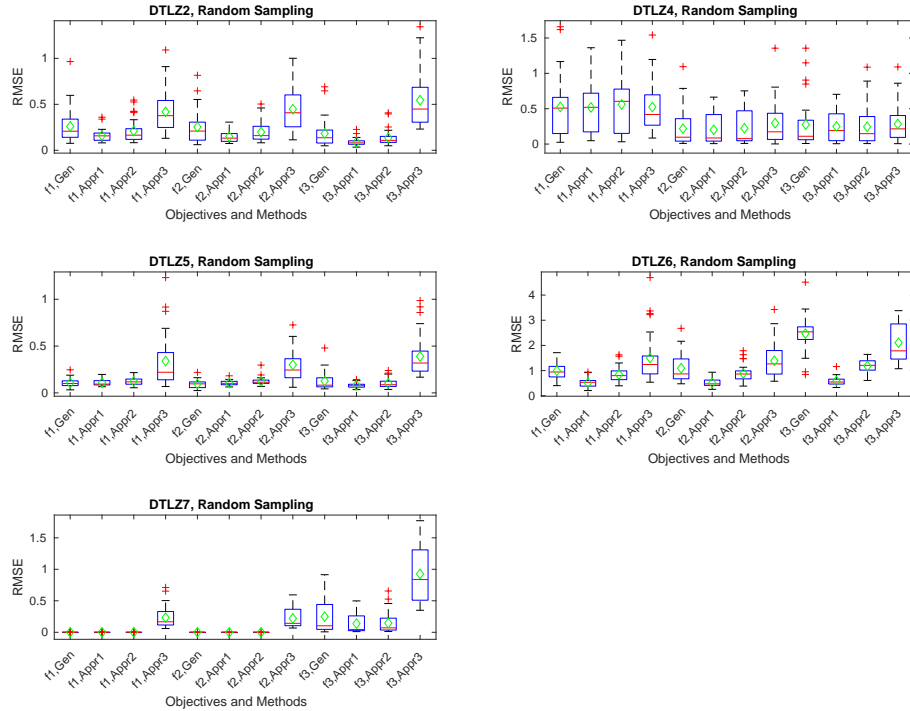 DTLZ2, Random Sampling
RMSE
1
0.5
0
f1,Gen
f1,Appr1
f1,Appr2
f1,Appr3
f2,Gen
f2,Appr1
f2,Appr2
f2,Appr3
f3,Gen
f3,Appr1
f3,Appr2
f3,Appr3
Objectives and Methods
DTLZ4, Random Sampling
RMSE
1.5
1
0.5
0
f1,Gen
f1,Appr1
f1,Appr2
f1,Appr3
f2,Gen
f2,Appr1
f2,Appr2
f2,Appr3
f3,Gen
f3,Appr1
f3,Appr2
f3,Appr3
Objectives and Methods
DTLZ5, Random Sampling
RMSE
1
0.5
0
f1,Gen
f1,Appr1
f1,Appr2
f1,Appr3
f2,Gen
f2,Appr1
f2,Appr2
f2,Appr3
f3,Gen
f3,Appr1
f3,Appr2
f3,Appr3
Objectives and Methods
DTLZ6, Random Sampling
RMSE
4
3
2
1
0
f1,Gen
f1,Appr1
f1,Appr2
f1,Appr3
f2,Gen
f2,Appr1
f2,Appr2
f2,Appr3
f3,Gen
f3,Appr1
f3,Appr2
f3,Appr3
Objectives and Methods
DTLZ7, Random Sampling
RMSE
1.5
1
0.5
0
f1,Gen
f1,Appr1
f1,Appr2
f1,Appr3
f2,Gen
f2,Appr1
f2,Appr2
f2,Appr3
f3,Gen
f3,Appr1
f3,Appr2
f3,Appr3
Objectives and Methods